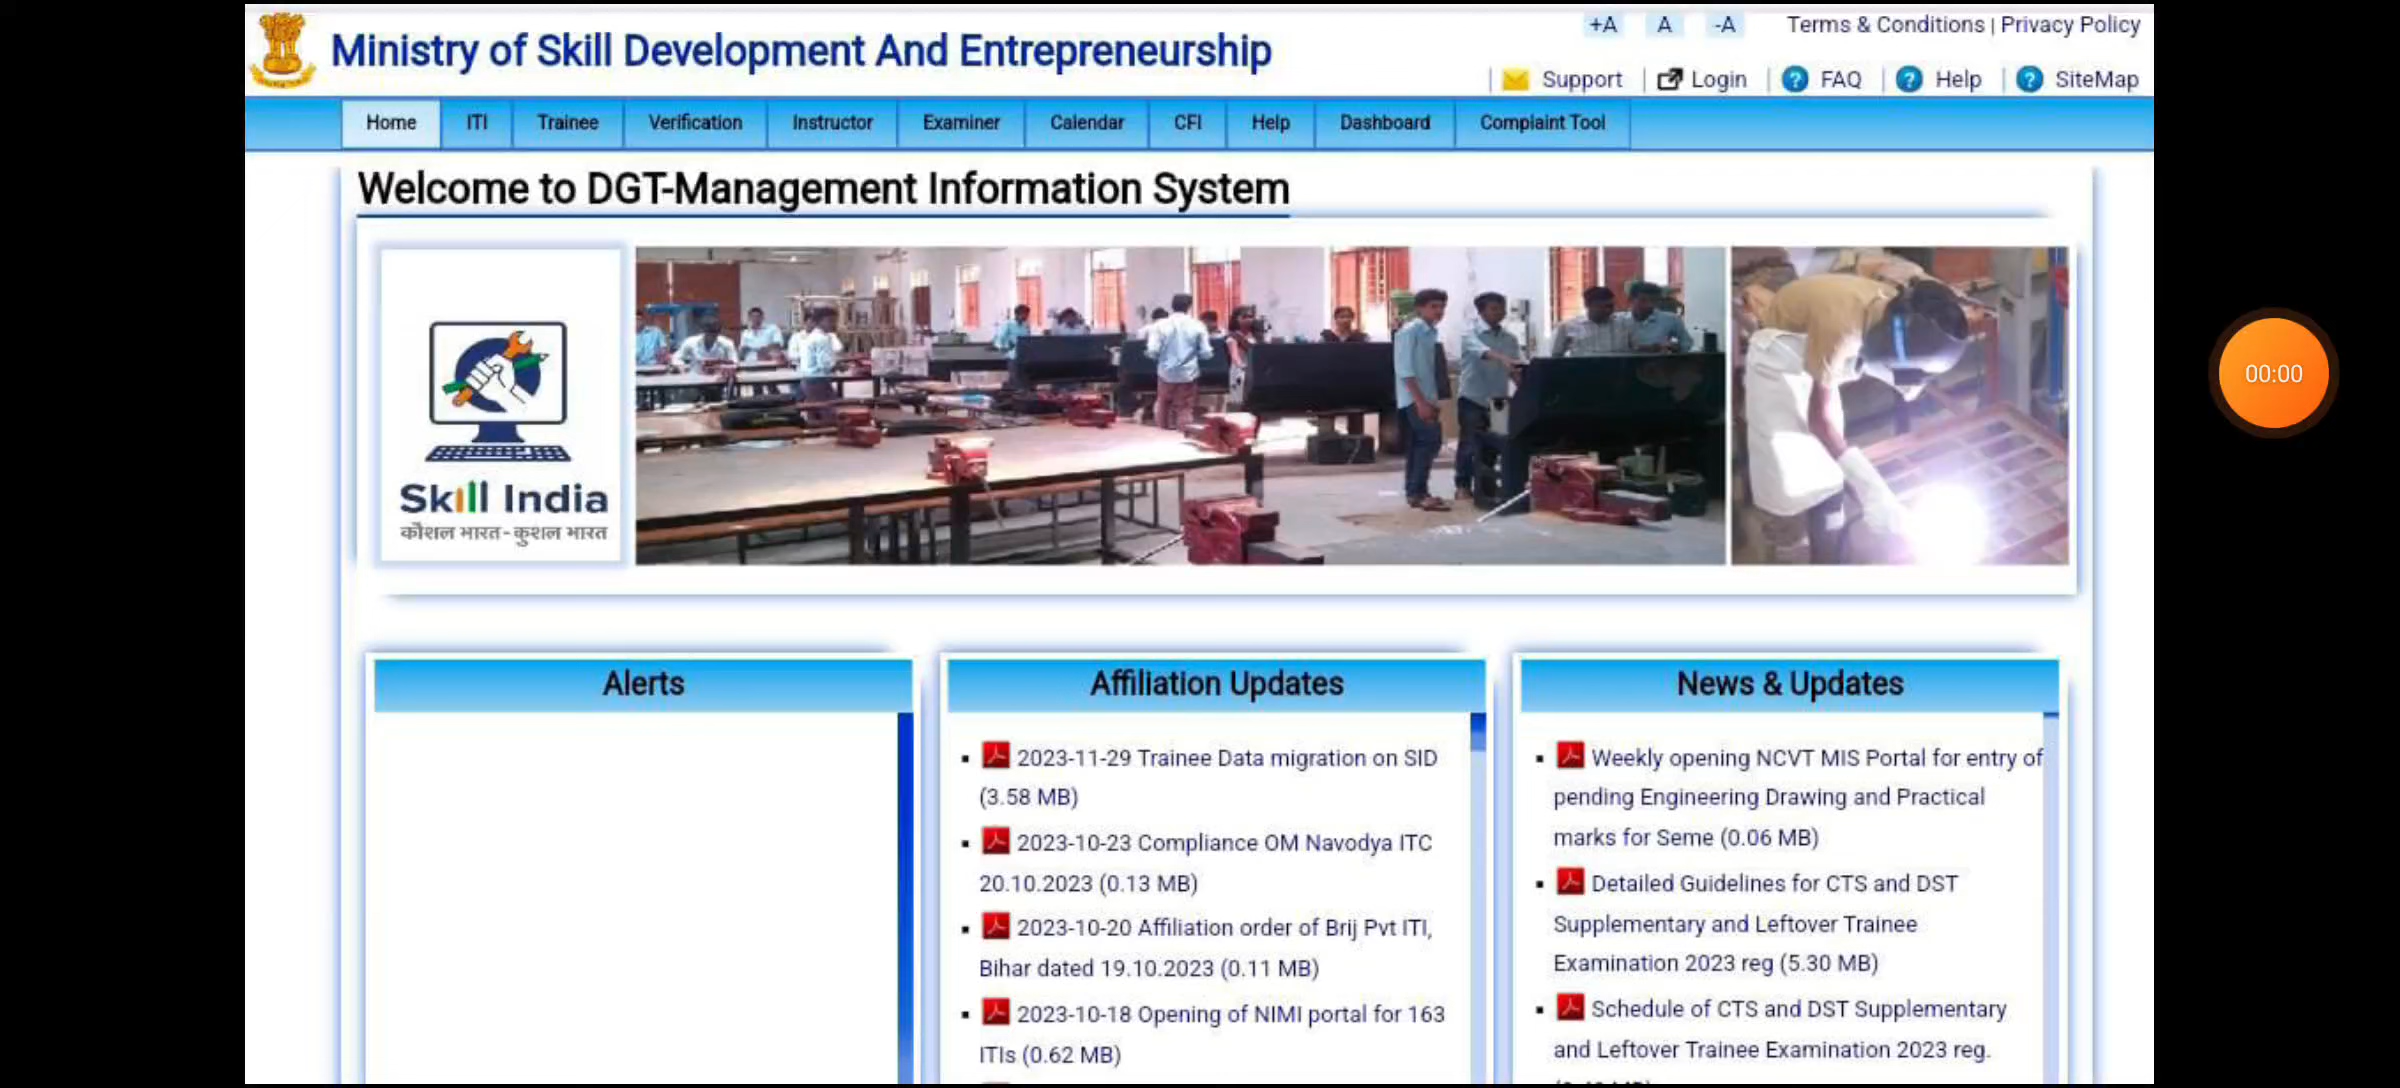 Ministry of Skill Development And Entrepreneurship
+A A -A Terms & Conditions | Privacy Policy
Support Login FAQ Help SiteMap
Home ITI Trainee Verification Instructor Examiner Calendar CFI Help Dashboard Complaint Tool
Welcome to DGT-Management Information System
Skill India
कौशल भारत - कुशल भारत
00:00
Alerts
Affiliation Updates
2023-11-29 Trainee Data migration on SID
(3.58 MB)
2023-10-23 Compliance OM Navodya ITC
20.10.2023 (0.13 MB)
2023-10-20 Affiliation order of Brij Pvt ITI,
Bihar dated 19.10.2023 (0.11 MB)
2023-10-18 Opening of NIMI portal for 163
ITIs (0.62 MB)
News & Updates
Weekly opening NCVT MIS Portal for entry of
pending Engineering Drawing and Practical
marks for Seme (0.06 MB)
Detailed Guidelines for CTS and DST
Supplementary and Leftover Trainee
Examination 2023 reg (5.30 MB)
Schedule of CTS and DST Supplementary
and Leftover Trainee Examination 2023 reg.